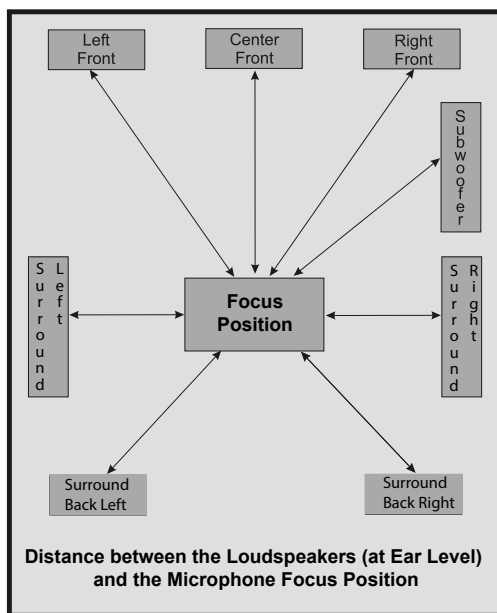 Left
Front
Center
Front
Right
Front
Subwoofer
Left
Surround
Focus
Position
Right
Surround
Surround
Back Left
Surround
Back Right
Distance between the Loudspeakers (at Ear Level)
and the Microphone Focus Position